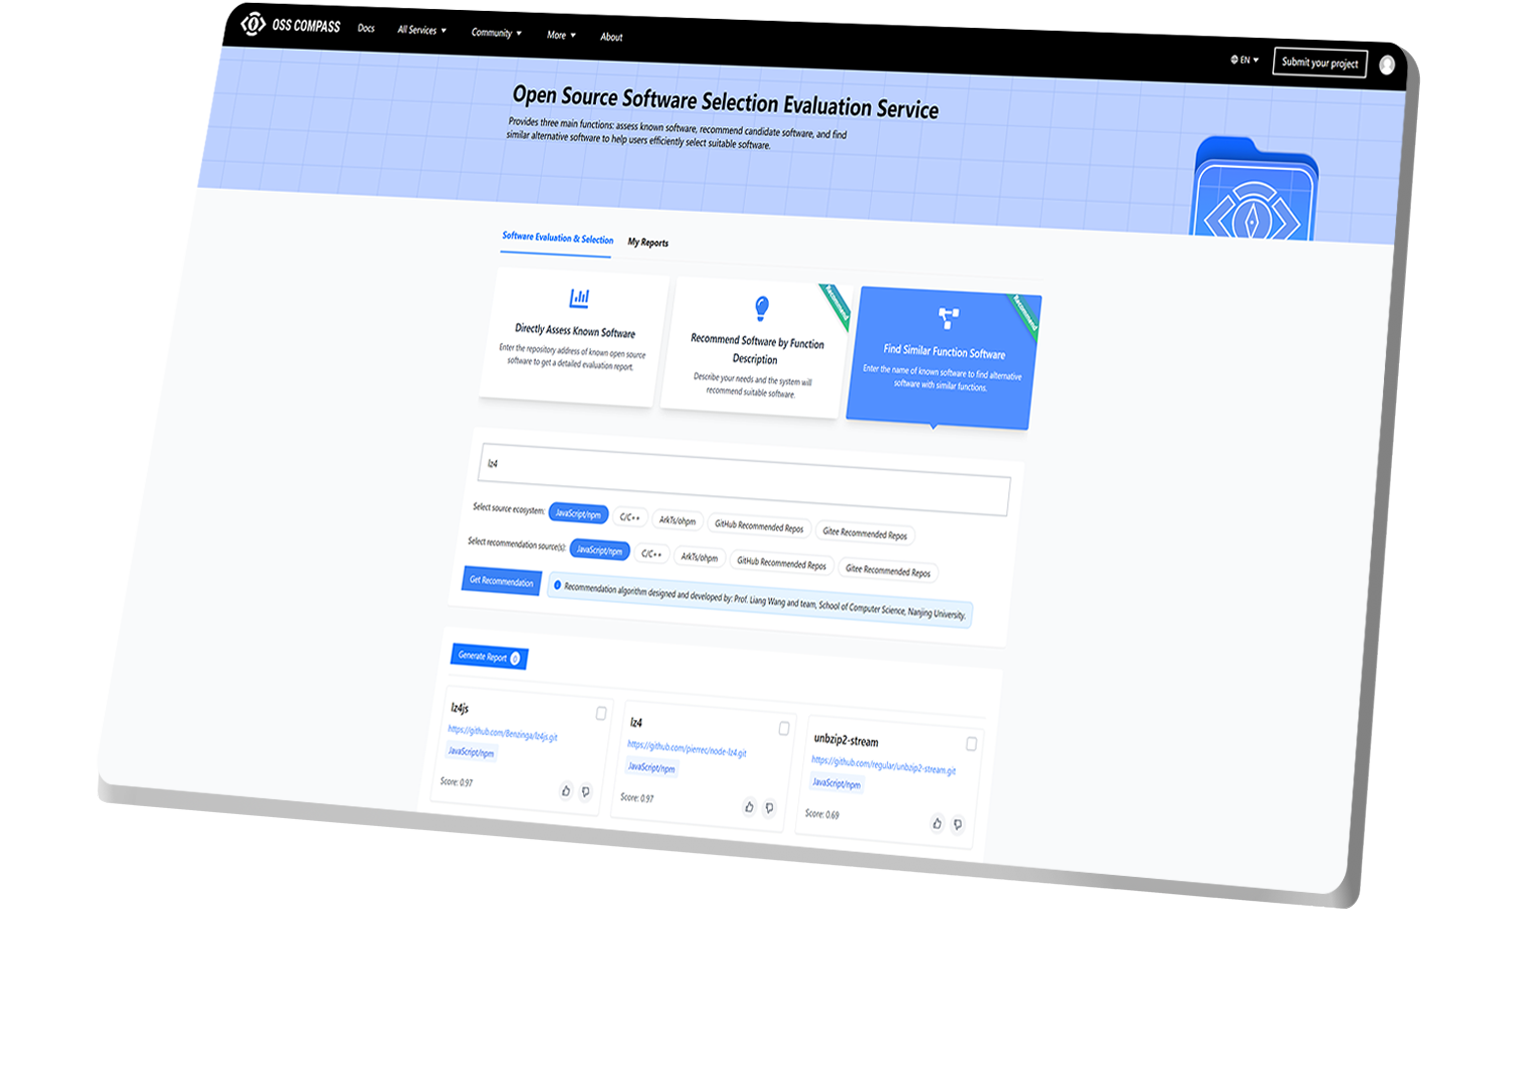 OSS COMPASS
Docs
All Services
Community
More
About
EN
Submit your project
Open Source Software Selection Evaluation Service
Provides three main functions: assess known software, recommend candidate software, and find
similar alternative software to help users efficiently select suitable software.
Software Evaluation & Selection
My Reports
Directly Assess Known Software
Enter the repository address of known open source
software to get a detailed evaluation report.
Recommend
Recommend Software by Function
Description
Describe your needs and the system will
recommend suitable software.
Recommend
Find Similar Function Software
Enter the name of known software to find alternative
software with similar functions.
lz4
Select source ecosystem:
JavaScript/npm
C/C++
ArkTs/ohpm
GitHub Recommended Repos
Gitee Recommended Repos
Select recommendation source(s):
JavaScript/npm
C/C++
ArkTs/ohpm
GitHub Recommended Repos
Gitee Recommended Repos
Get Recommendation
Recommendation algorithm designed and developed by: Prof. Liang Wang and team, School of Computer Science, Nanjing University.
Generate Report 0
lz4js
https://github.com/Benzinga/lz4js.git
JavaScript/npm
Score: 0.97
lz4
https://github.com/pierrec/node-lz4.git
JavaScript/npm
Score: 0.97
unbzip2-stream
https://github.com/regular/unbzip2-stream.git
JavaScript/npm
Score: 0.69